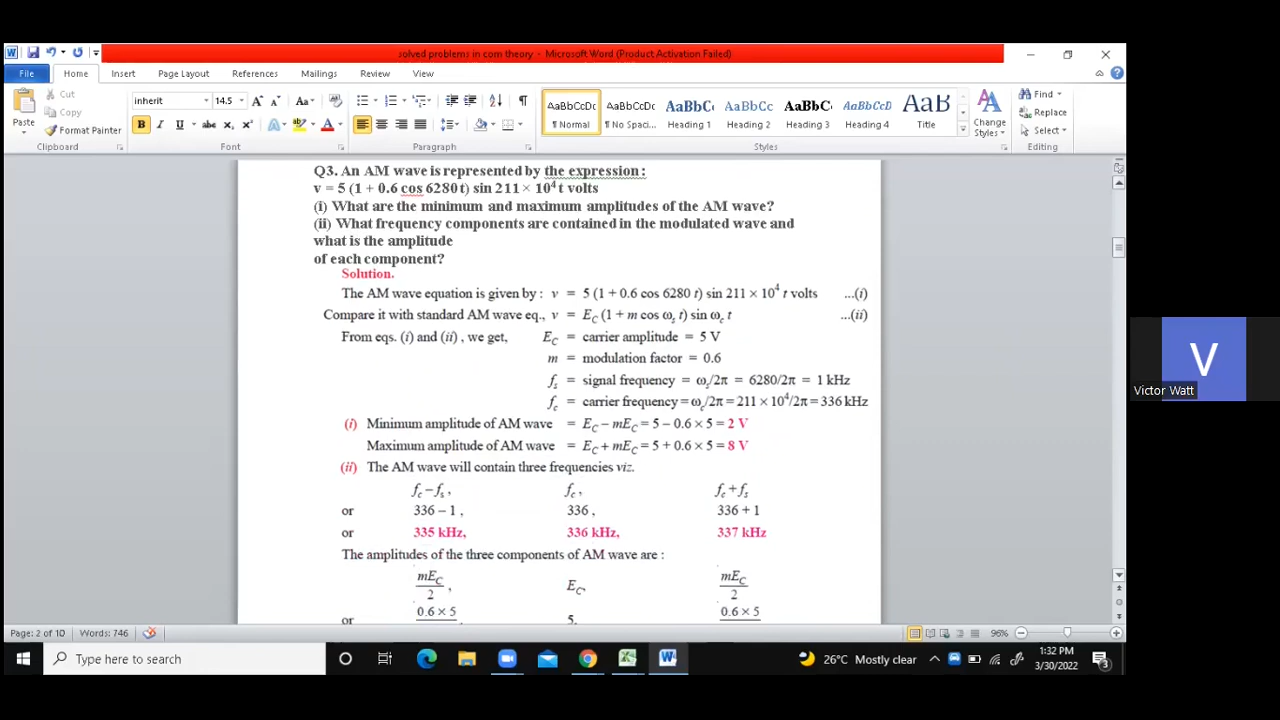 solved problems in com theory - Microsoft Word (Product Activation Failed)
File Home Insert Page Layout References Mailings Review View
Paste Cut Copy Format Painter
inherit 14.5
AaBbCcDc AaBbCcDc AaBbC AaBbCc AaBbC AaBbCcD AaB
¶ Normal ¶ No Spaci... Heading 1 Heading 2 Heading 3 Heading 4 Title
Change Styles
Find
Replace
Select
Clipboard Font Paragraph Styles Editing
Q3. An AM wave is represented by the expression:
v = 5 (1 + 0.6 cos 6280 t) sin 211 × 10⁴ t volts
(i) What are the minimum and maximum amplitudes of the AM wave?
(ii) What frequency components are contained in the modulated wave and
what is the amplitude
of each component?
Solution.
The AM wave equation is given by : v = 5 (1 + 0.6 cos 6280 t) sin 211 × 10⁴ t volts ...(i)
Compare it with standard AM wave eq., v = E_C (1 + m cos ω_s t) sin ω_c t ...(ii)
From eqs. (i) and (ii) , we get, E_C = carrier amplitude = 5 V
m = modulation factor = 0.6
f_s = signal frequency = ω_s/2π = 6280/2π = 1 kHz
f_c = carrier frequency = ω_c/2π = 211 × 10⁴/2π = 336 kHz
(i) Minimum amplitude of AM wave = E_C – mE_C = 5 – 0.6 × 5 = 2 V
Maximum amplitude of AM wave = E_C + mE_C = 5 + 0.6 × 5 = 8 V
(ii) The AM wave will contain three frequencies viz.
f_c – f_s , f_c , f_c + f_s
or 336 – 1 , 336 , 336 + 1
or 335 kHz, 336 kHz, 337 kHz
The amplitudes of the three components of AM wave are :
mE_C/2 , E_C, mE_C/2
or 0.6 × 5 , 5, 0.6 × 5
V
Victor Watt
Page: 2 of 10 Words: 746 96%
Type here to search 26°C Mostly clear 1:32 PM
3/30/2022 3